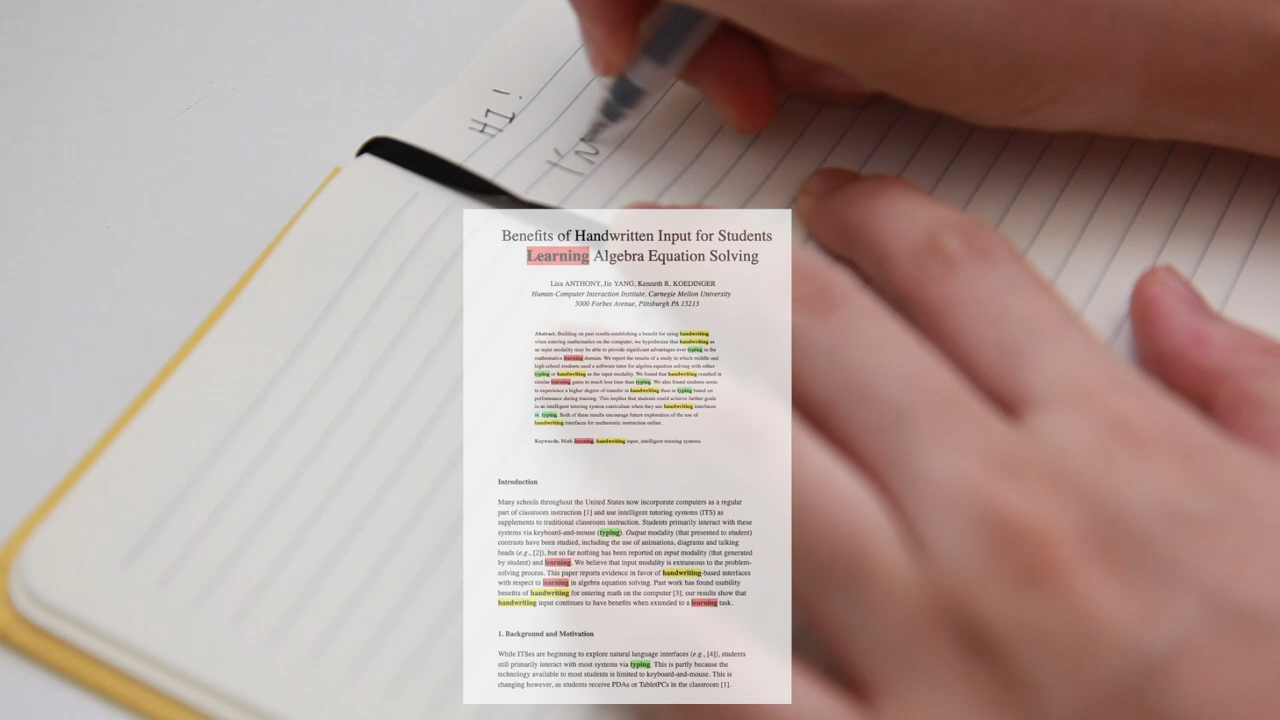 HI!
I'M
Benefits of Handwritten Input for Students
Learning Algebra Equation Solving
Lisa ANTHONY, Jie YANG, Kenneth R. KOEDINGER
Human-Computer Interaction Institute, Carnegie Mellon University
5000 Forbes Avenue, Pittsburgh PA 15213
Abstract. Building on past results establishing a benefit for using handwriting
when entering mathematics on the computer, we hypothesize that handwriting as
an input modality may be able to provide significant advantages over typing in the
mathematics learning domain. We report the results of a study in which middle and
high school students used a software tutor for algebra equation solving with either
typing or handwriting as the input modality. We found that handwriting resulted in
similar learning gains in much less time than typing. We also found students seem
to experience a higher degree of transfer in handwriting than in typing based on
performance during training. This implies that students could achieve further goals
in an intelligent tutoring system curriculum when they use handwriting interfaces
vs. typing. Both of these results encourage future exploration of the use of
handwriting interfaces for mathematic instruction online.
Keywords. Math learning, handwriting input, intelligent tutoring systems.
Introduction
Many schools throughout the United States now incorporate computers as a regular
part of classroom instruction [1] and use intelligent tutoring systems (ITS) as
supplements to traditional classroom instruction. Students primarily interact with these
systems via keyboard-and-mouse (typing). Output modality (that presented to student)
contrasts have been studied, including the use of animations, diagrams and talking
heads (e.g., [2]), but so far nothing has been reported on input modality (that generated
by student) and learning. We believe that input modality is extraneous to the problem-
solving process. This paper reports evidence in favor of handwriting-based interfaces
with respect to learning in algebra equation solving. Past work has found usability
benefits of handwriting for entering math on the computer [3]; our results show that
handwriting input continues to have benefits when extended to a learning task.
1. Background and Motivation
While ITSes are beginning to explore natural language interfaces (e.g., [4]), students
still primarily interact with most systems via typing. This is partly because the
technology available to most students is limited to keyboard-and-mouse. This is
changing however, as students receive PDAs or TabletPCs in the classroom [1].